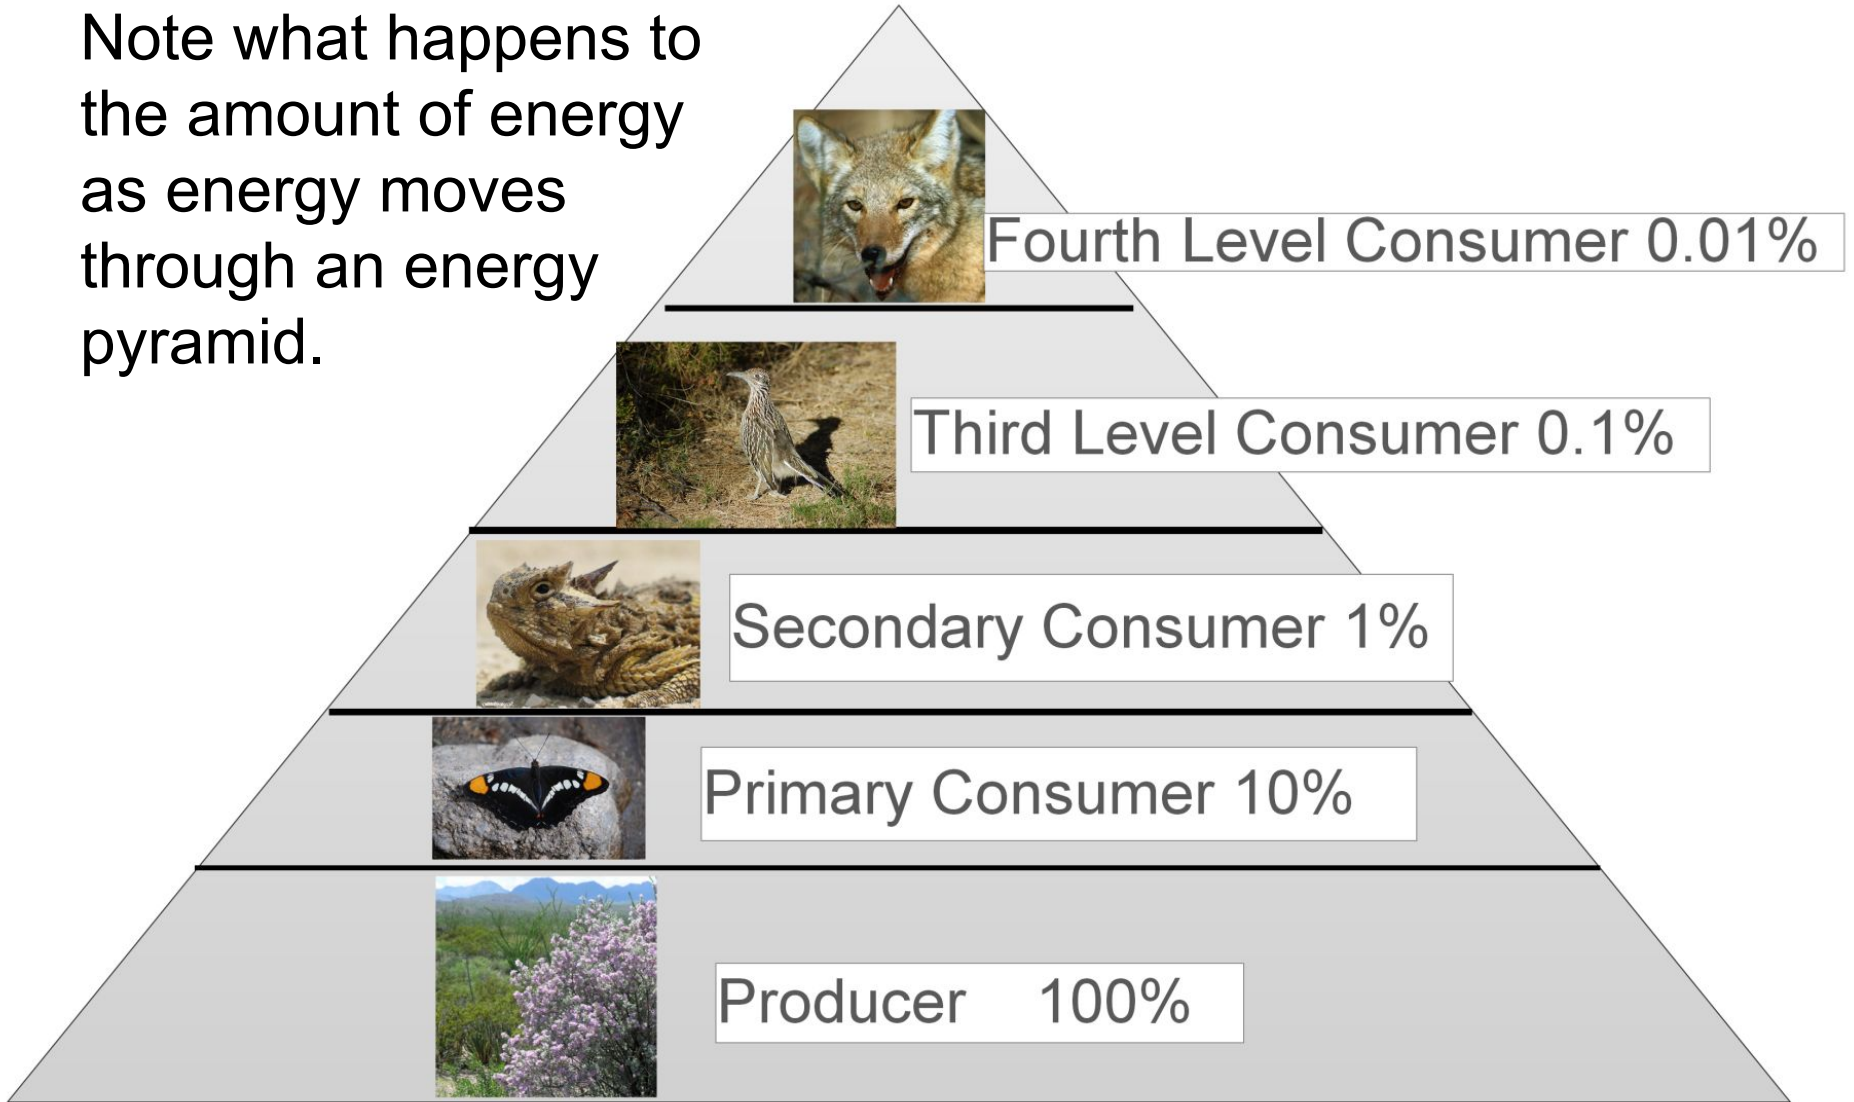 Note what happens to
the amount of energy
as energy moves
through an energy
pyramid.
Fourth Level Consumer 0.01%
Third Level Consumer 0.1%
Secondary Consumer 1%
Primary Consumer 10%
Producer 100%